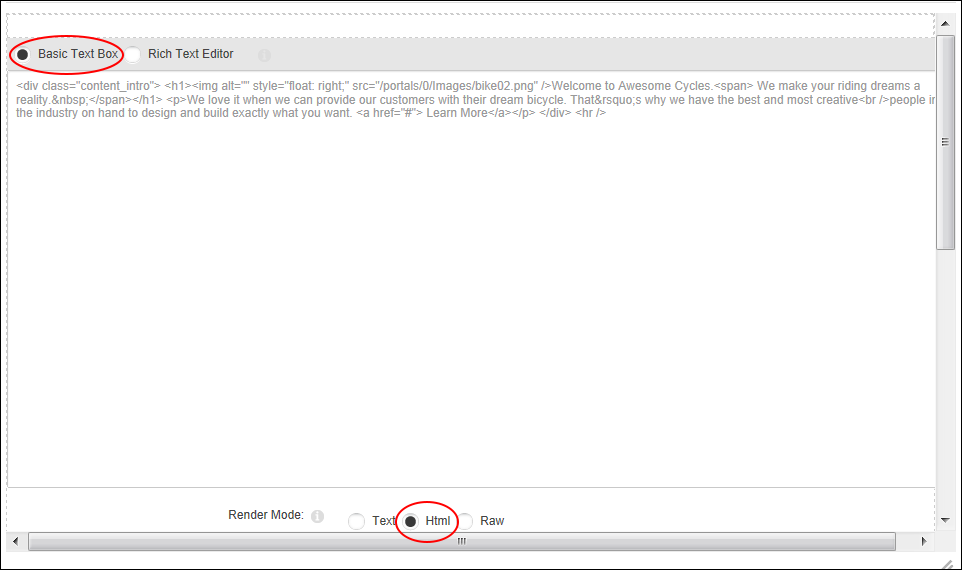 Basic Text Box Rich Text Editor
<div class="content_intro"> <h1><img alt="" style="float: right;" src="/portals/0/Images/bike02.png" />Welcome to Awesome Cycles.<span> We make your riding dreams a
reality.&nbsp;</span></h1> <p>We love it when we can provide our customers with their dream bicycle. That&rsquo;s why we have the best and most creative<br />people in
the industry on hand to design and build exactly what you want. <a href="#"> Learn More</a></p> </div> <hr />
Render Mode: Text Html Raw